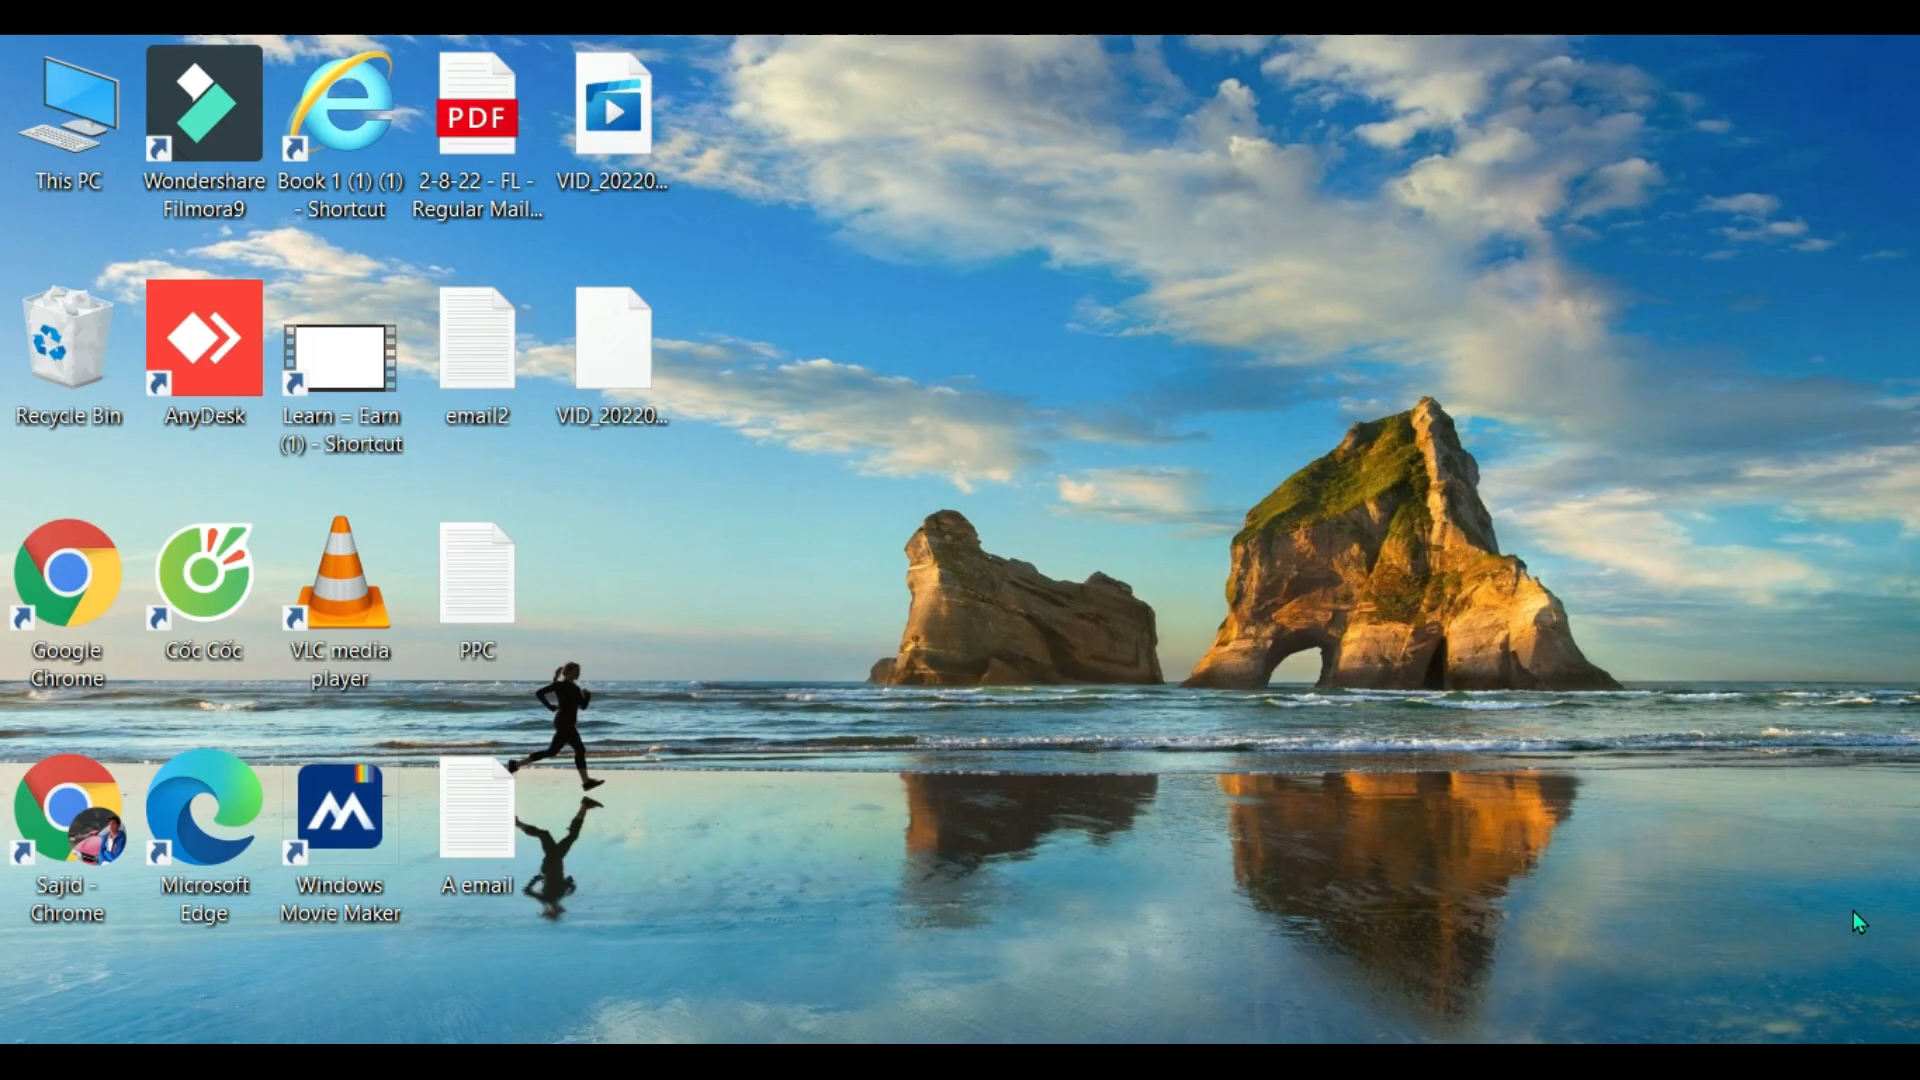 This PC
Wondershare
Filmora9
Book 1 (1) (1)
- Shortcut
PDF
2-8-22 - FL -
Regular Mail...
VID_20220...
Recycle Bin
AnyDesk
Learn = Earn
(1) - Shortcut
email2
VID_20220...
Google
Chrome
Cốc Cốc
VLC media
player
PPC
Sajid -
Chrome
Microsoft
Edge
Windows
Movie Maker
A email